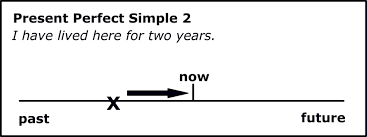 Present Perfect Simple 2
I have lived here for two years.
now
X
past future